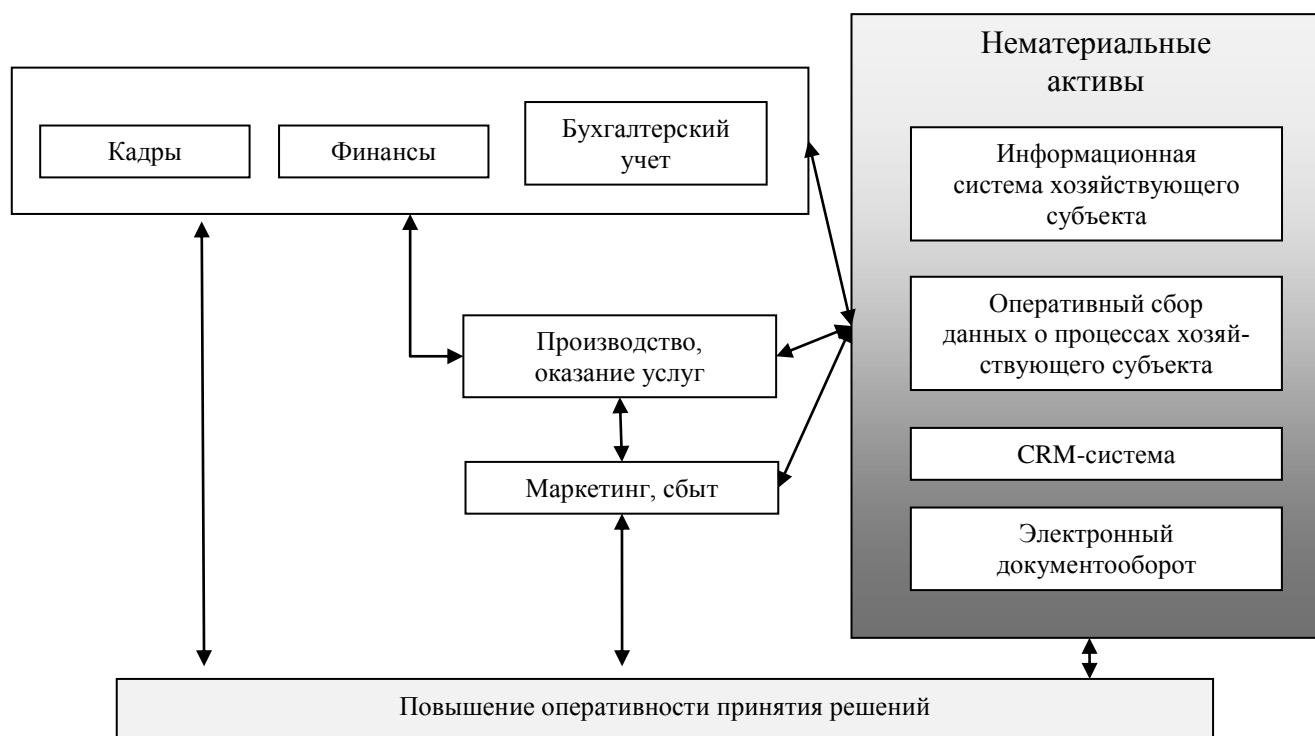 Нематериальные
активы
Кадры
Финансы
Бухгалтерский
учет
Информационная
система хозяйствующего
субъекта
Оперативный сбор
данных о процессах хозяй-
ствующего субъекта
Производство,
оказание услуг
CRM-система
Маркетинг, сбыт
Электронный
документооборот
Повышение оперативности принятия решений